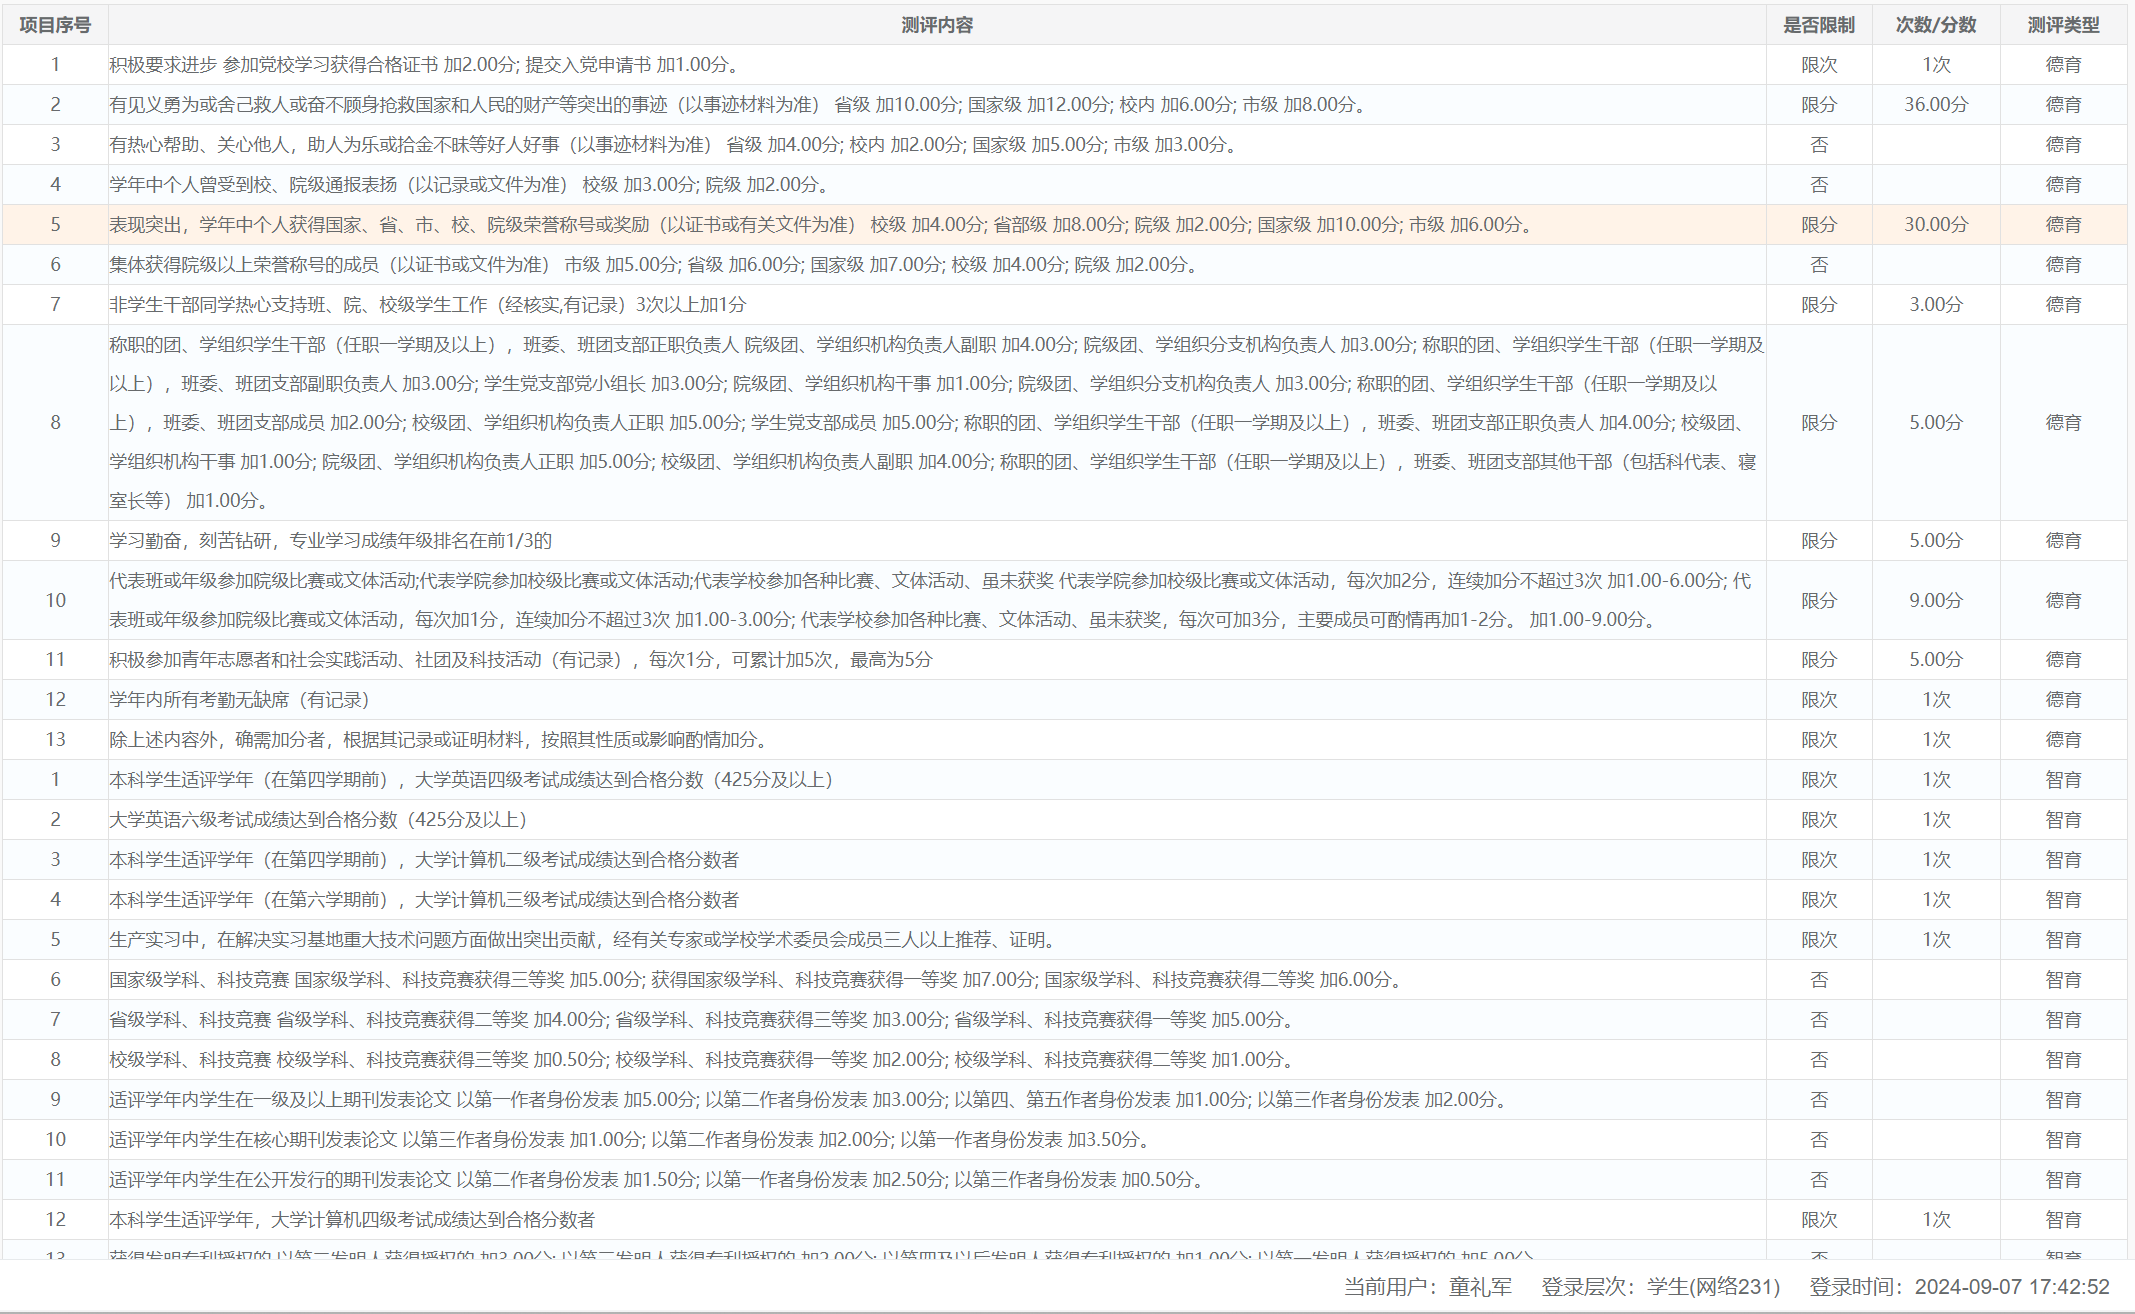 项目序号 测评内容 是否限制 次数/分数 测评类型
1 积极要求进步 参加党校学习获得合格证书 加2.00分; 提交入党申请书 加1.00分。 限次 1次 德育
2 有见义勇为或舍己救人或奋不顾身抢救国家和人民的财产等突出的事迹（以事迹材料为准） 省级 加10.00分; 国家级 加12.00分; 校内 加6.00分; 市级 加8.00分。 限分 36.00分 德育
3 有热心帮助、关心他人，助人为乐或拾金不昧等好人好事（以事迹材料为准） 省级 加4.00分; 校内 加2.00分; 国家级 加5.00分; 市级 加3.00分。 否 德育
4 学年中个人曾受到校、院级通报表扬（以记录或文件为准） 校级 加3.00分; 院级 加2.00分。 否 德育
5 表现突出，学年中个人获得国家、省、市、校、院级荣誉称号或奖励（以证书或有关文件为准） 校级 加4.00分; 省部级 加8.00分; 院级 加2.00分; 国家级 加10.00分; 市级 加6.00分。 限分 30.00分 德育
6 集体获得院级以上荣誉称号的成员（以证书或文件为准） 市级 加5.00分; 省级 加6.00分; 国家级 加7.00分; 校级 加4.00分; 院级 加2.00分。 否 德育
7 非学生干部同学热心支持班、院、校级学生工作（经核实,有记录）3次以上加1分 限分 3.00分 德育
称职的团、学组织学生干部（任职一学期及以上），班委、班团支部正职负责人 院级团、学组织机构负责人副职 加4.00分; 院级团、学组织分支机构负责人 加3.00分; 称职的团、学组织学生干部（任职一学期及
以上），班委、班团支部副职负责人 加3.00分; 学生党支部党小组长 加3.00分; 院级团、学组织机构干事 加1.00分; 院级团、学组织分支机构负责人 加3.00分; 称职的团、学组织学生干部（任职一学期及以
8 上），班委、班团支部成员 加2.00分; 校级团、学组织机构负责人正职 加5.00分; 学生党支部成员 加5.00分; 称职的团、学组织学生干部（任职一学期及以上），班委、班团支部正职负责人 加4.00分; 校级团、 限分 5.00分 德育
学组织机构干事 加1.00分; 院级团、学组织机构负责人正职 加5.00分; 校级团、学组织机构负责人副职 加4.00分; 称职的团、学组织学生干部（任职一学期及以上），班委、班团支部其他干部（包括科代表、寝
室长等） 加1.00分。
9 学习勤奋，刻苦钻研，专业学习成绩年级排名在前1/3的 限分 5.00分 德育
代表班或年级参加院级比赛或文体活动;代表学院参加校级比赛或文体活动;代表学校参加各种比赛、文体活动、虽未获奖 代表学院参加校级比赛或文体活动，每次加2分，连续加分不超过3次 加1.00-6.00分; 代
10 表班或年级参加院级比赛或文体活动，每次加1分，连续加分不超过3次 加1.00-3.00分; 代表学校参加各种比赛、文体活动、虽未获奖，每次可加3分，主要成员可酌情再加1-2分。 加1.00-9.00分。 限分 9.00分 德育
11 积极参加青年志愿者和社会实践活动、社团及科技活动（有记录），每次1分，可累计加5次，最高为5分 限分 5.00分 德育
12 学年内所有考勤无缺席（有记录） 限次 1次 德育
13 除上述内容外，确需加分者，根据其记录或证明材料，按照其性质或影响酌情加分。 限次 1次 德育
1 本科学生适评学年（在第四学期前），大学英语四级考试成绩达到合格分数（425分及以上） 限次 1次 智育
2 大学英语六级考试成绩达到合格分数（425分及以上） 限次 1次 智育
3 本科学生适评学年（在第四学期前），大学计算机二级考试成绩达到合格分数者 限次 1次 智育
4 本科学生适评学年（在第六学期前），大学计算机三级考试成绩达到合格分数者 限次 1次 智育
5 生产实习中，在解决实习基地重大技术问题方面做出突出贡献，经有关专家或学校学术委员会成员三人以上推荐、证明。 限次 1次 智育
6 国家级学科、科技竞赛 国家级学科、科技竞赛获得三等奖 加5.00分; 获得国家级学科、科技竞赛获得一等奖 加7.00分; 国家级学科、科技竞赛获得二等奖 加6.00分。 否 智育
7 省级学科、科技竞赛 省级学科、科技竞赛获得二等奖 加4.00分; 省级学科、科技竞赛获得三等奖 加3.00分; 省级学科、科技竞赛获得一等奖 加5.00分。 否 智育
8 校级学科、科技竞赛 校级学科、科技竞赛获得三等奖 加0.50分; 校级学科、科技竞赛获得一等奖 加2.00分; 校级学科、科技竞赛获得二等奖 加1.00分。 否 智育
9 适评学年内学生在一级及以上期刊发表论文 以第一作者身份发表 加5.00分; 以第二作者身份发表 加3.00分; 以第四、第五作者身份发表 加1.00分; 以第三作者身份发表 加2.00分。 否 智育
10 适评学年内学生在核心期刊发表论文 以第三作者身份发表 加1.00分; 以第二作者身份发表 加2.00分; 以第一作者身份发表 加3.50分。 否 智育
11 适评学年内学生在公开发行的期刊发表论文 以第二作者身份发表 加1.50分; 以第一作者身份发表 加2.50分; 以第三作者身份发表 加0.50分。 否 智育
12 本科学生适评学年，大学计算机四级考试成绩达到合格分数者 限次 1次 智育
当前用户：童礼军 登录层次：学生(网络231) 登录时间：2024-09-07 17:42:52